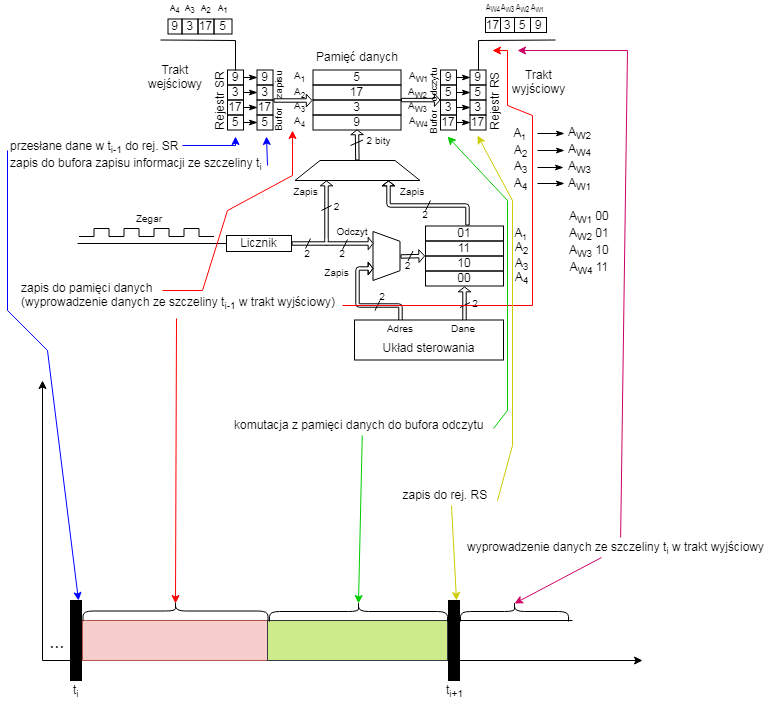 A4 A3 A2 A1
9 3 17 5
AW4 AW3 AW2 AW1
17 3 5 9
Trakt
wejściowy
Rejestr SR
9
3
17
5
9
3
17
5
Bufor zapisu
Pamięć danych
A1 5 AW1
A2 17 AW2
A3 3 AW3
A4 9 AW4
Bufor odczytu
9
5
3
17
9
5
3
17
Rejestr RS
Trakt
wyjściowy
A1 AW2
A2 AW4
A3 AW3
A4 AW1
przesłane dane w ti-1 do rej. SR
zapis do bufora zapisu informacji ze szczeliny ti
2 bity
Zapis
Zapis
2
2
Zegar
Licznik
2
Odczyt
2
Zapis
2
01 A1
11 A2
10 A3
00 A4
AW1 00
AW2 01
AW3 10
AW4 11
zapis do pamięci danych
(wyprowadzenie danych ze szczeliny ti-1 w trakt wyjściowy)
2
2
Adres Dane
Układ sterowania
komutacja z pamięci danych do bufora odczytu
zapis do rej. RS
wyprowadzenie danych ze szczeliny ti w trakt wyjściowy
...
ti
ti+1